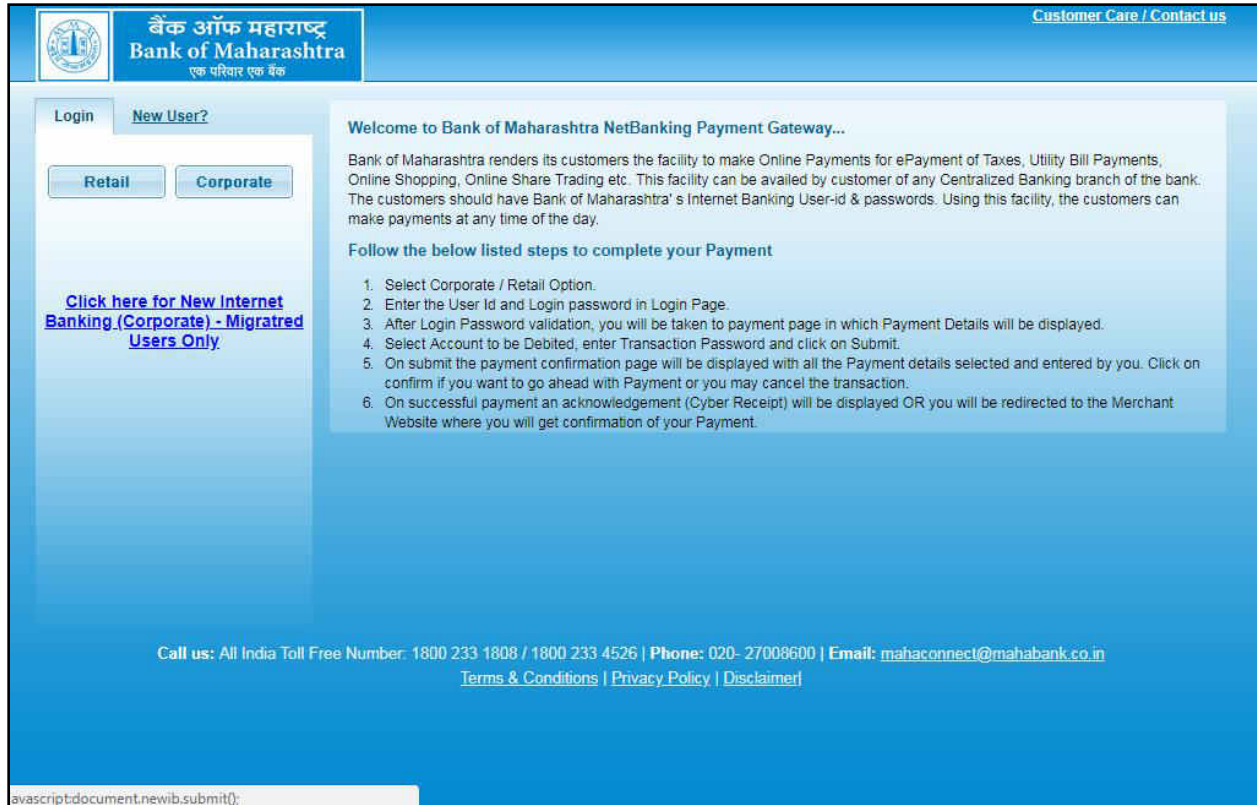 बैंक ऑफ महाराष्ट्र
Bank of Maharashtra
एक परिवार एक बैंक
Customer Care / Contact us
Login New User?
Retail Corporate
Click here for New Internet
Banking (Corporate) - Migratred
Users Only
Welcome to Bank of Maharashtra NetBanking Payment Gateway...
Bank of Maharashtra renders its customers the facility to make Online Payments for ePayment of Taxes, Utility Bill Payments,
Online Shopping, Online Share Trading etc. This facility can be availed by customer of any Centralized Banking branch of the bank.
The customers should have Bank of Maharashtra' s Internet Banking User-id & passwords. Using this facility, the customers can
make payments at any time of the day.
Follow the below listed steps to complete your Payment
1. Select Corporate / Retail Option.
2. Enter the User Id and Login password in Login Page.
3. After Login Password validation, you will be taken to payment page in which Payment Details will be displayed.
4. Select Account to be Debited, enter Transaction Password and click on Submit.
5. On submit the payment confirmation page will be displayed with all the Payment details selected and entered by you. Click on
confirm if you want to go ahead with Payment or you may cancel the transaction.
6. On successful payment an acknowledgement (Cyber Receipt) will be displayed OR you will be redirected to the Merchant
Website where you will get confirmation of your Payment.
Call us: All India Toll Free Number: 1800 233 1808 / 1800 233 4526 | Phone: 020- 27008600 | Email: mahaconnect@mahabank.co.in
Terms & Conditions | Privacy Policy | Disclaimer|
avascript:document.newib.submit();